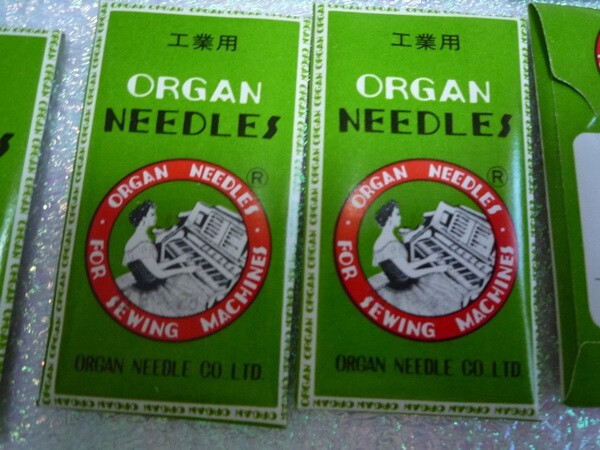 工業用
ORGAN
NEEDLES
®
ORGAN NEEDLES
FOR SEWING MACHINES
ORGAN NEEDLE CO.LTD.
工業用
ORGAN
NEEDLES
®
ORGAN NEEDLES
FOR SEWING MACHINES
ORGAN NEEDLE CO.LTD.